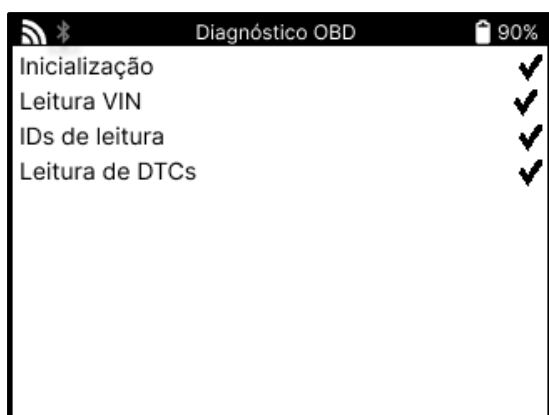 Diagnóstico OBD 90%
Inicialização
Leitura VIN
IDs de leitura
Leitura de DTCs